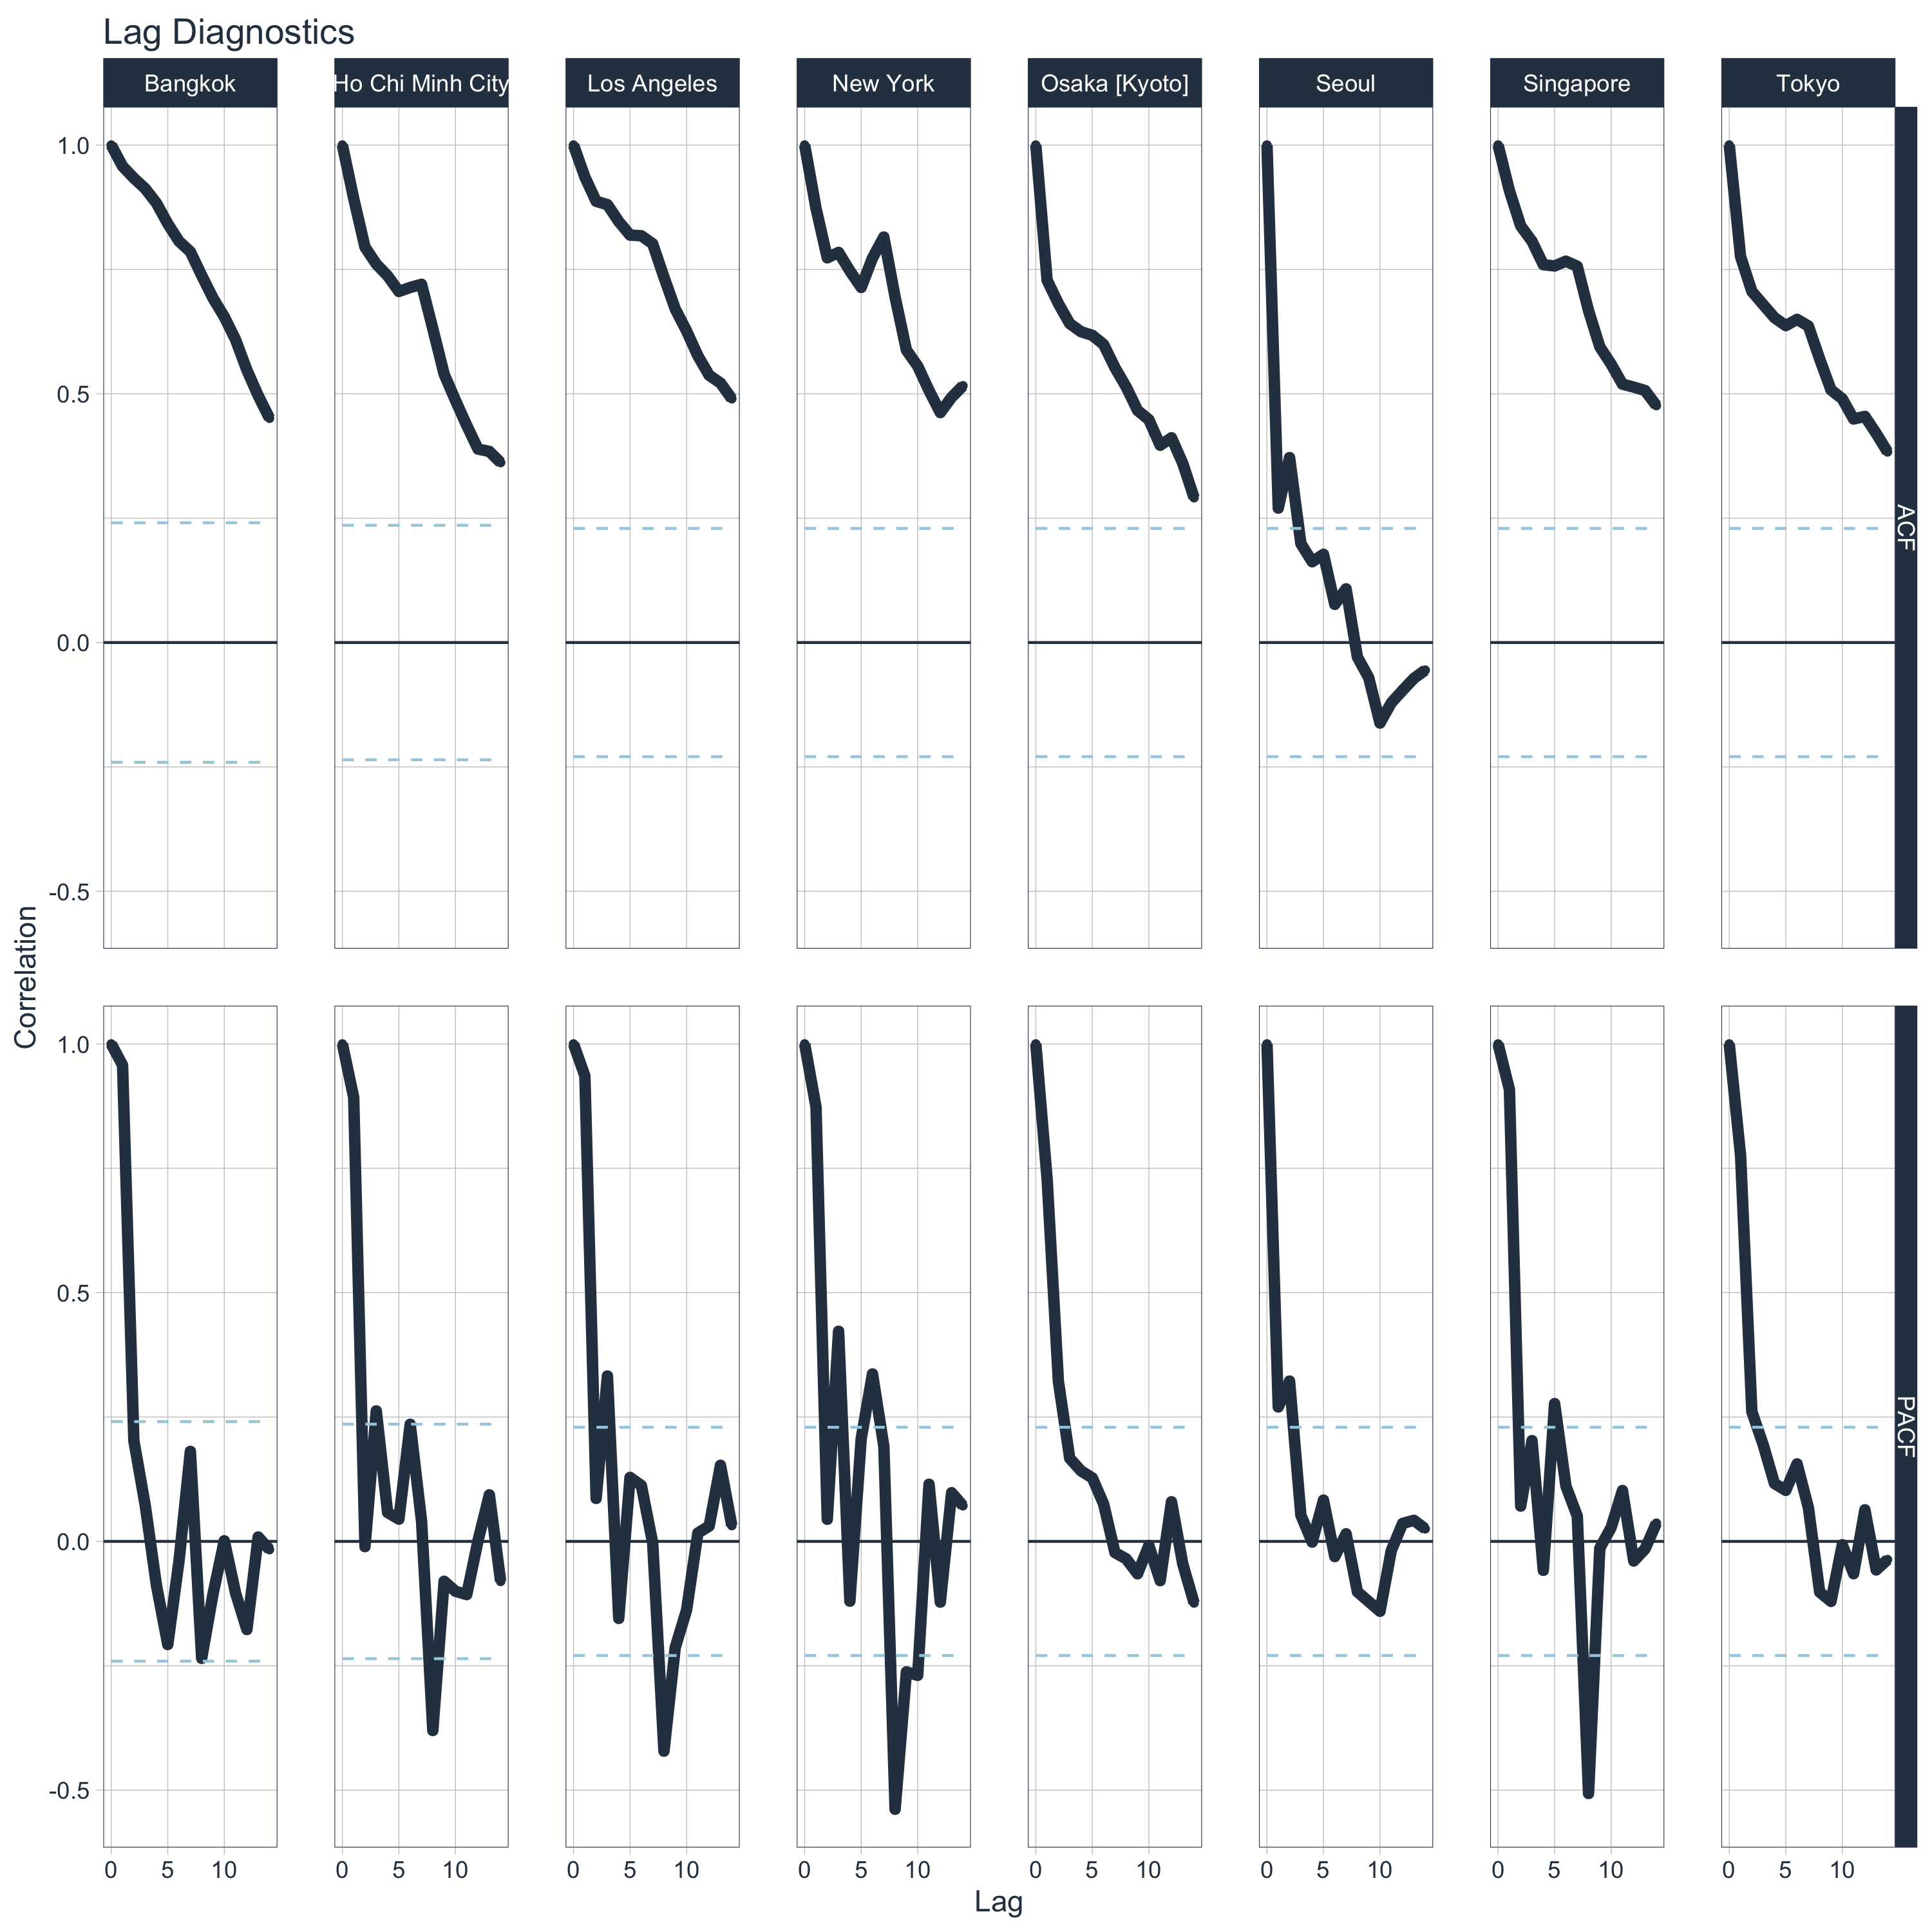 Lag Diagnostics
Bangkok Ho Chi Minh City Los Angeles New York Osaka [Kyoto] Seoul Singapore Tokyo
1.0
0.5
0.0
-0.5
ACF
Correlation
1.0
0.5
0.0
-0.5
PACF
0 5 10 0 5 10 0 5 10 0 5 10 0 5 10 0 5 10 0 5 10 0 5 10
Lag